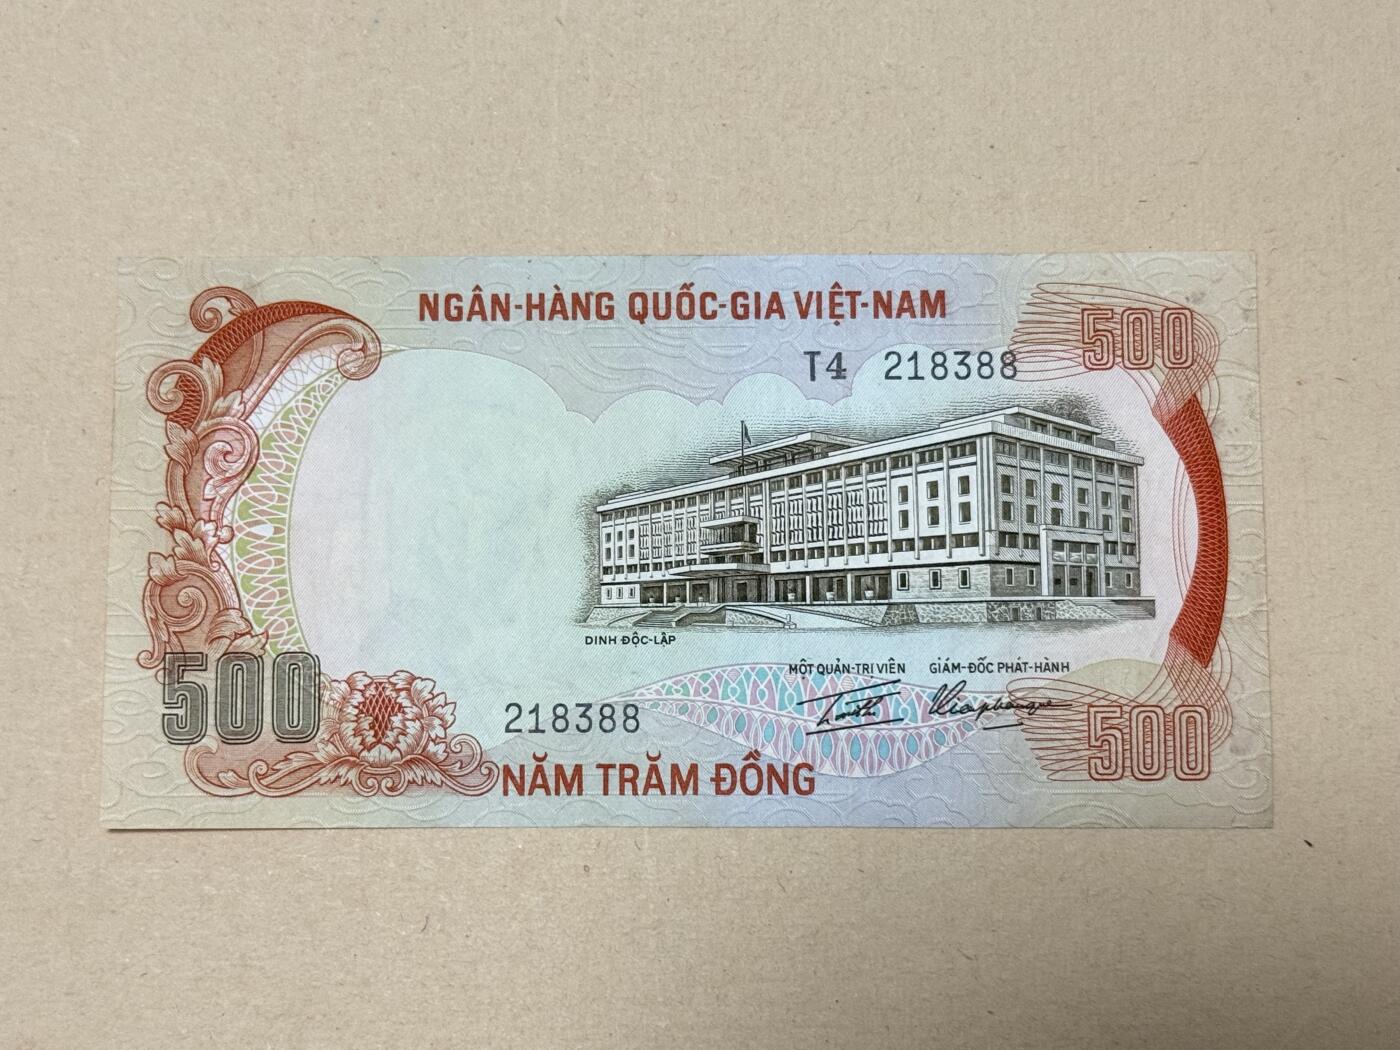 NGÂN-HÀNG QUỐC-GIA VIỆT-NAM
500
T4 218388
DINH ĐỘC-LẬP
MỘT QUẢN-TRỊ VIÊN GIÁM-ĐỐC PHÁT-HÀNH
500
218388
500
NĂM TRĂM ĐỒNG